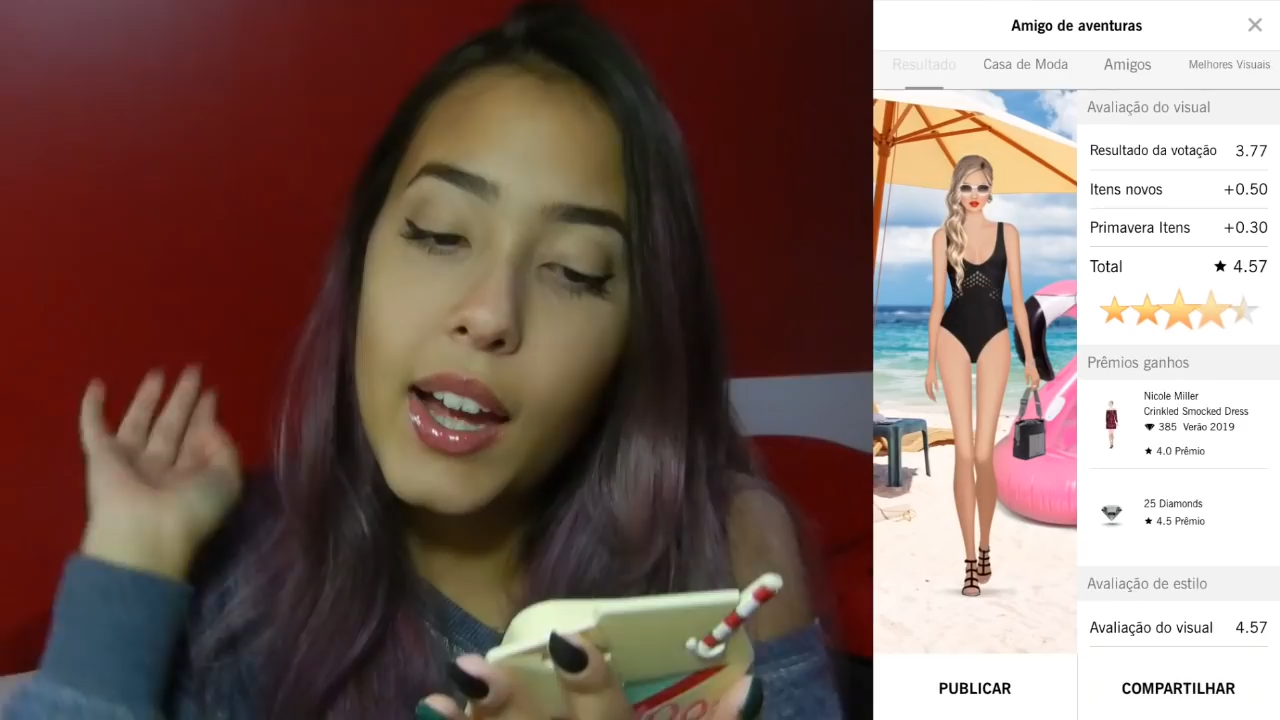 Amigo de aventuras
Resultado Casa de Moda Amigos Melhores Visuais
Avaliação do visual
Resultado da votação 3.77
Itens novos +0.50
Primavera Itens +0.30
Total ★ 4.57
Prêmios ganhos
Nicole Miller
Crinkled Smocked Dress
385 Verão 2019
★ 4.0 Prêmio
25 Diamonds
★ 4.5 Prêmio
Avaliação de estilo
Avaliação do visual 4.57
PUBLICAR COMPARTILHAR